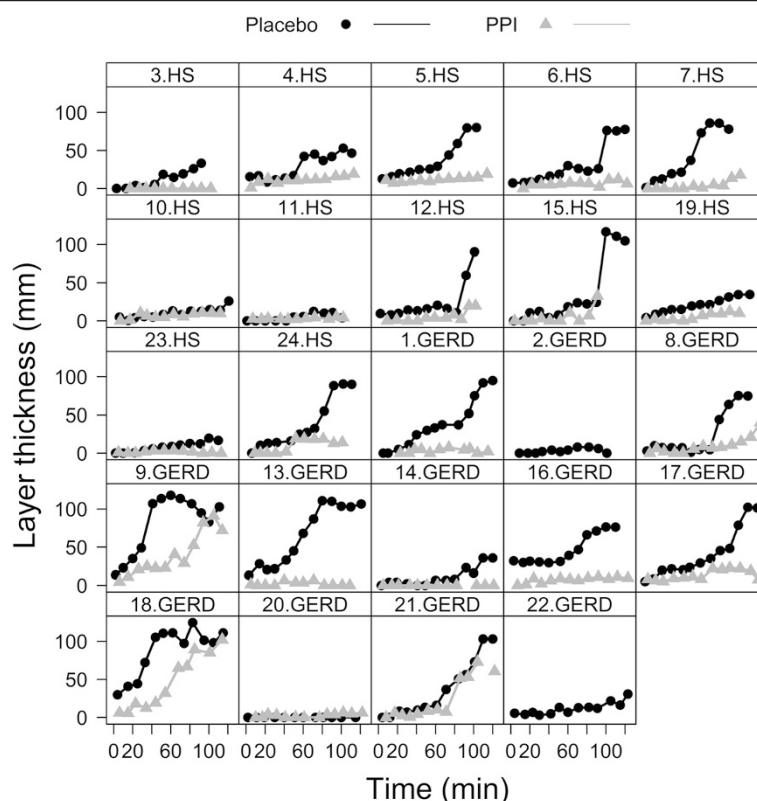 Placebo PPI
3.HS 4.HS 5.HS 6.HS 7.HS
100
50
0
10.HS 11.HS 12.HS 15.HS 19.HS
100
50
0
23.HS 24.HS 1.GERD 2.GERD 8.GERD
100
50
0
9.GERD 13.GERD 14.GERD 16.GERD 17.GERD
100
50
0
18.GERD 20.GERD 21.GERD 22.GERD
100
50
0
0 20 60 100 0 20 60 100 0 20 60 100 0 20 60 100
Layer thickness (mm)
Time (min)